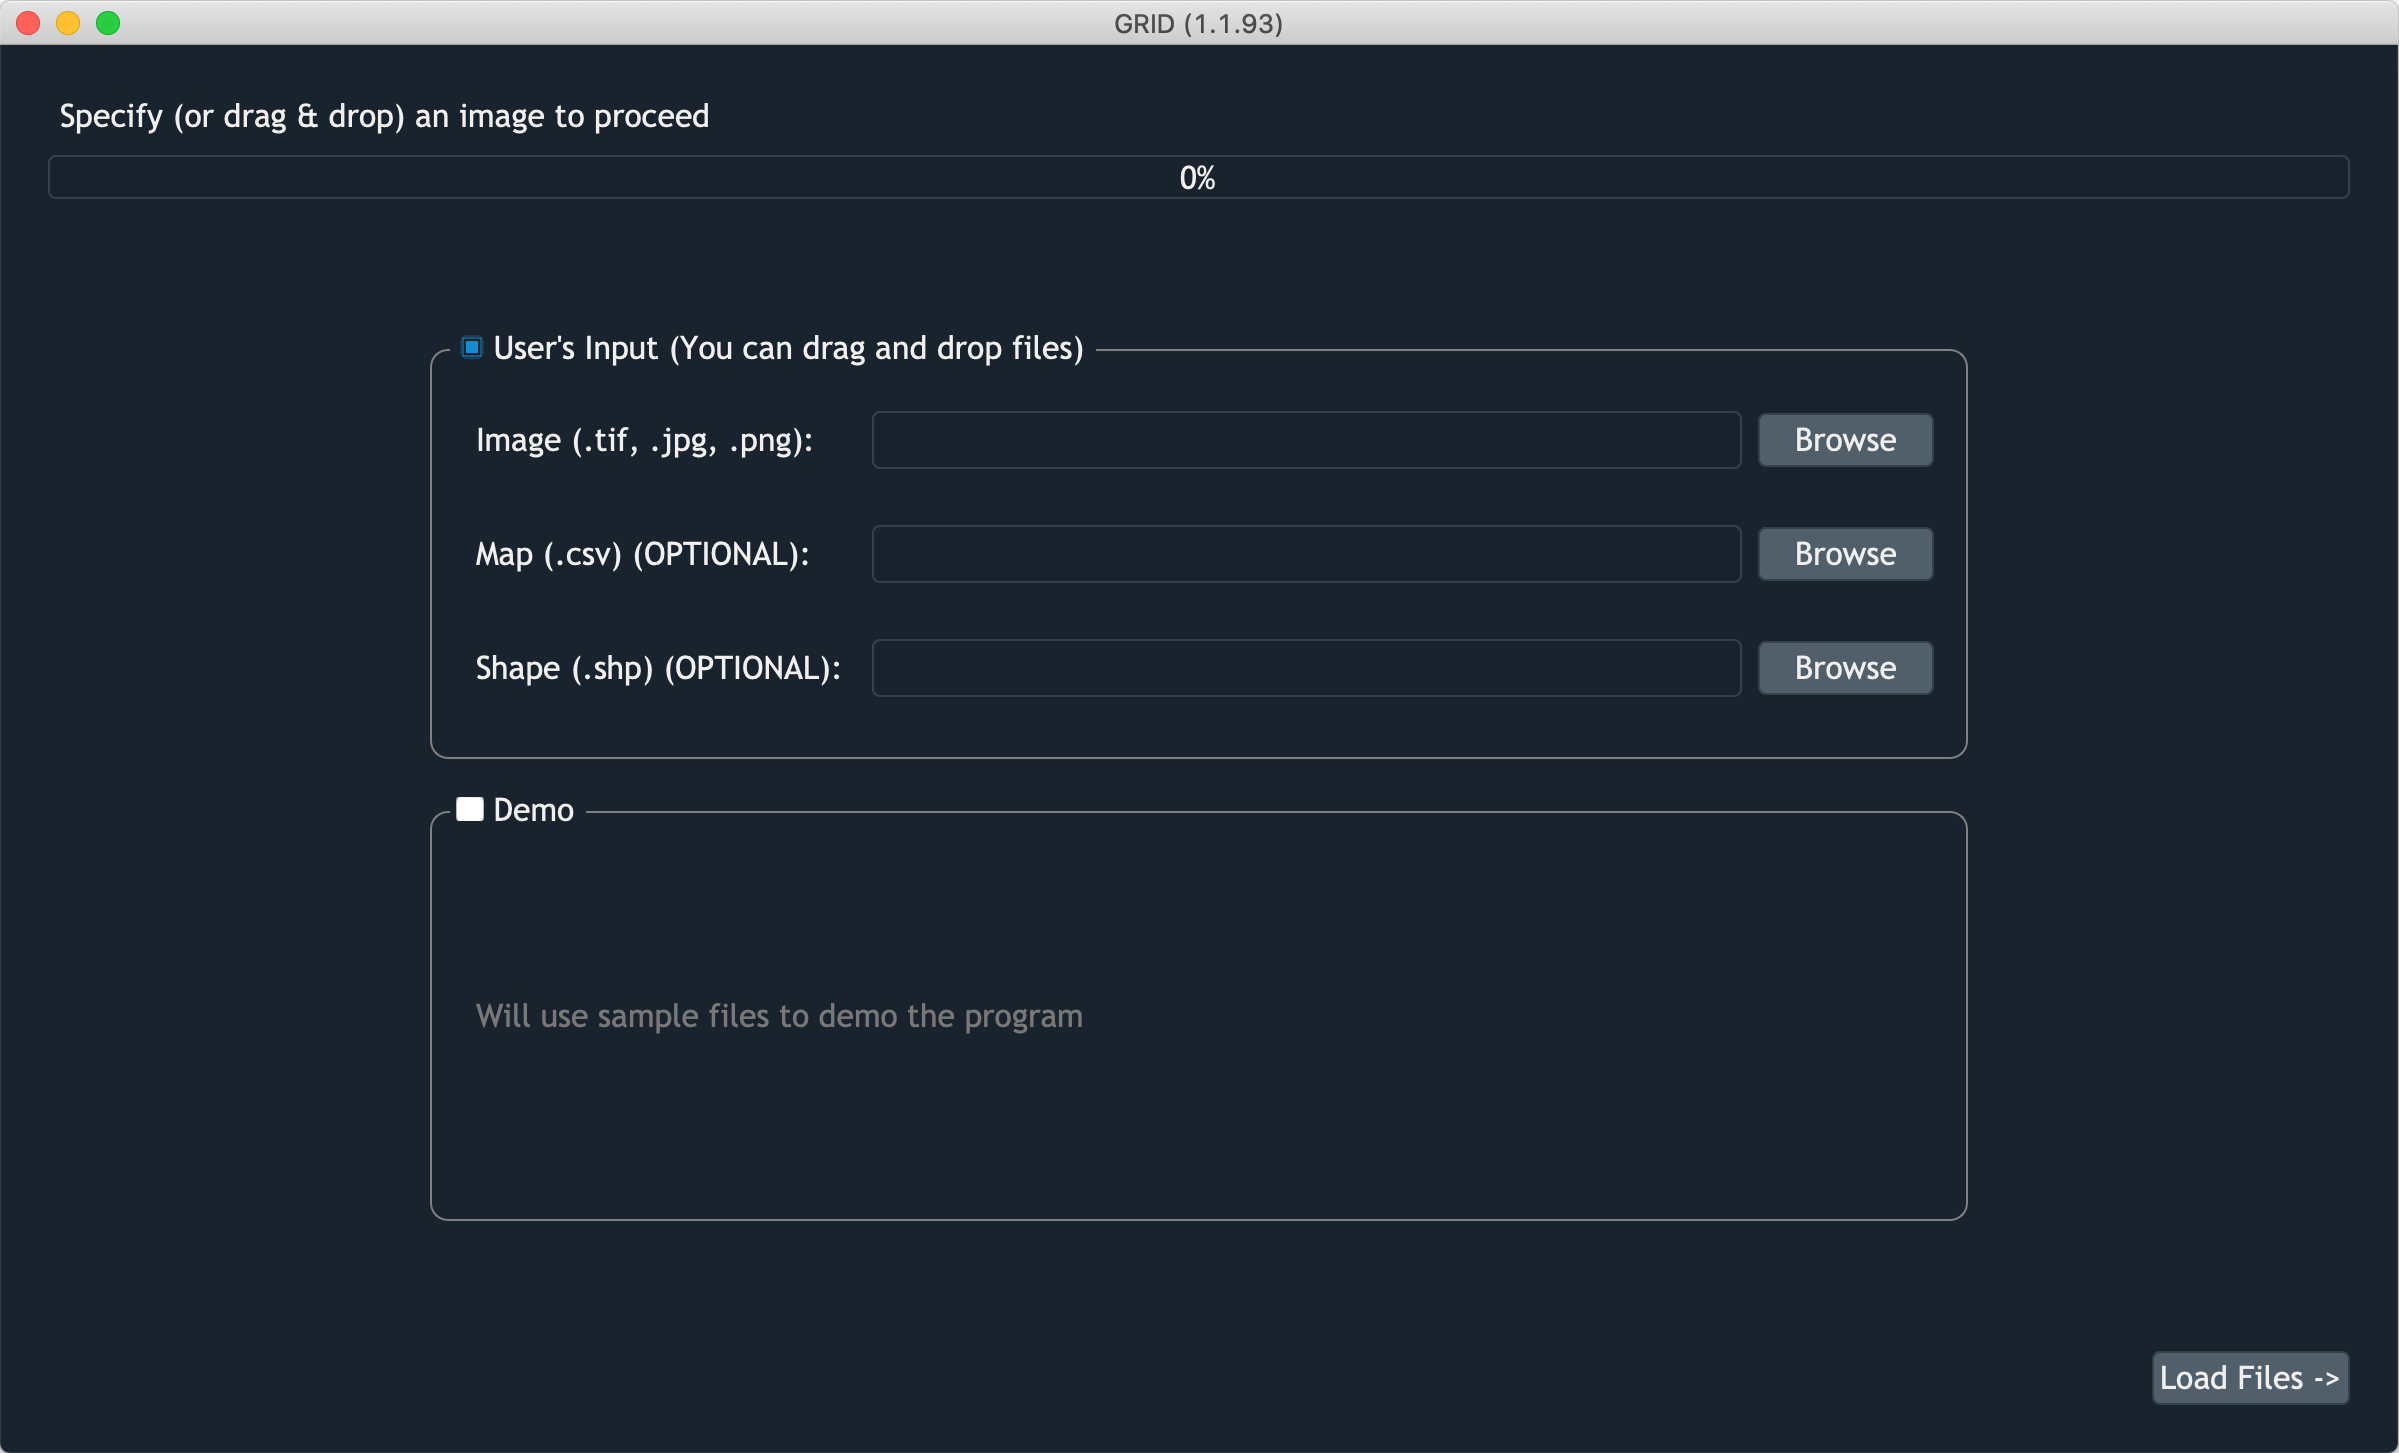 GRID (1.1.93)
Specify (or drag & drop) an image to proceed
0%
User's Input (You can drag and drop files)
Image (.tif, .jpg, .png):
Browse
Map (.csv) (OPTIONAL):
Browse
Shape (.shp) (OPTIONAL):
Browse
Demo
Will use sample files to demo the program
Load Files ->